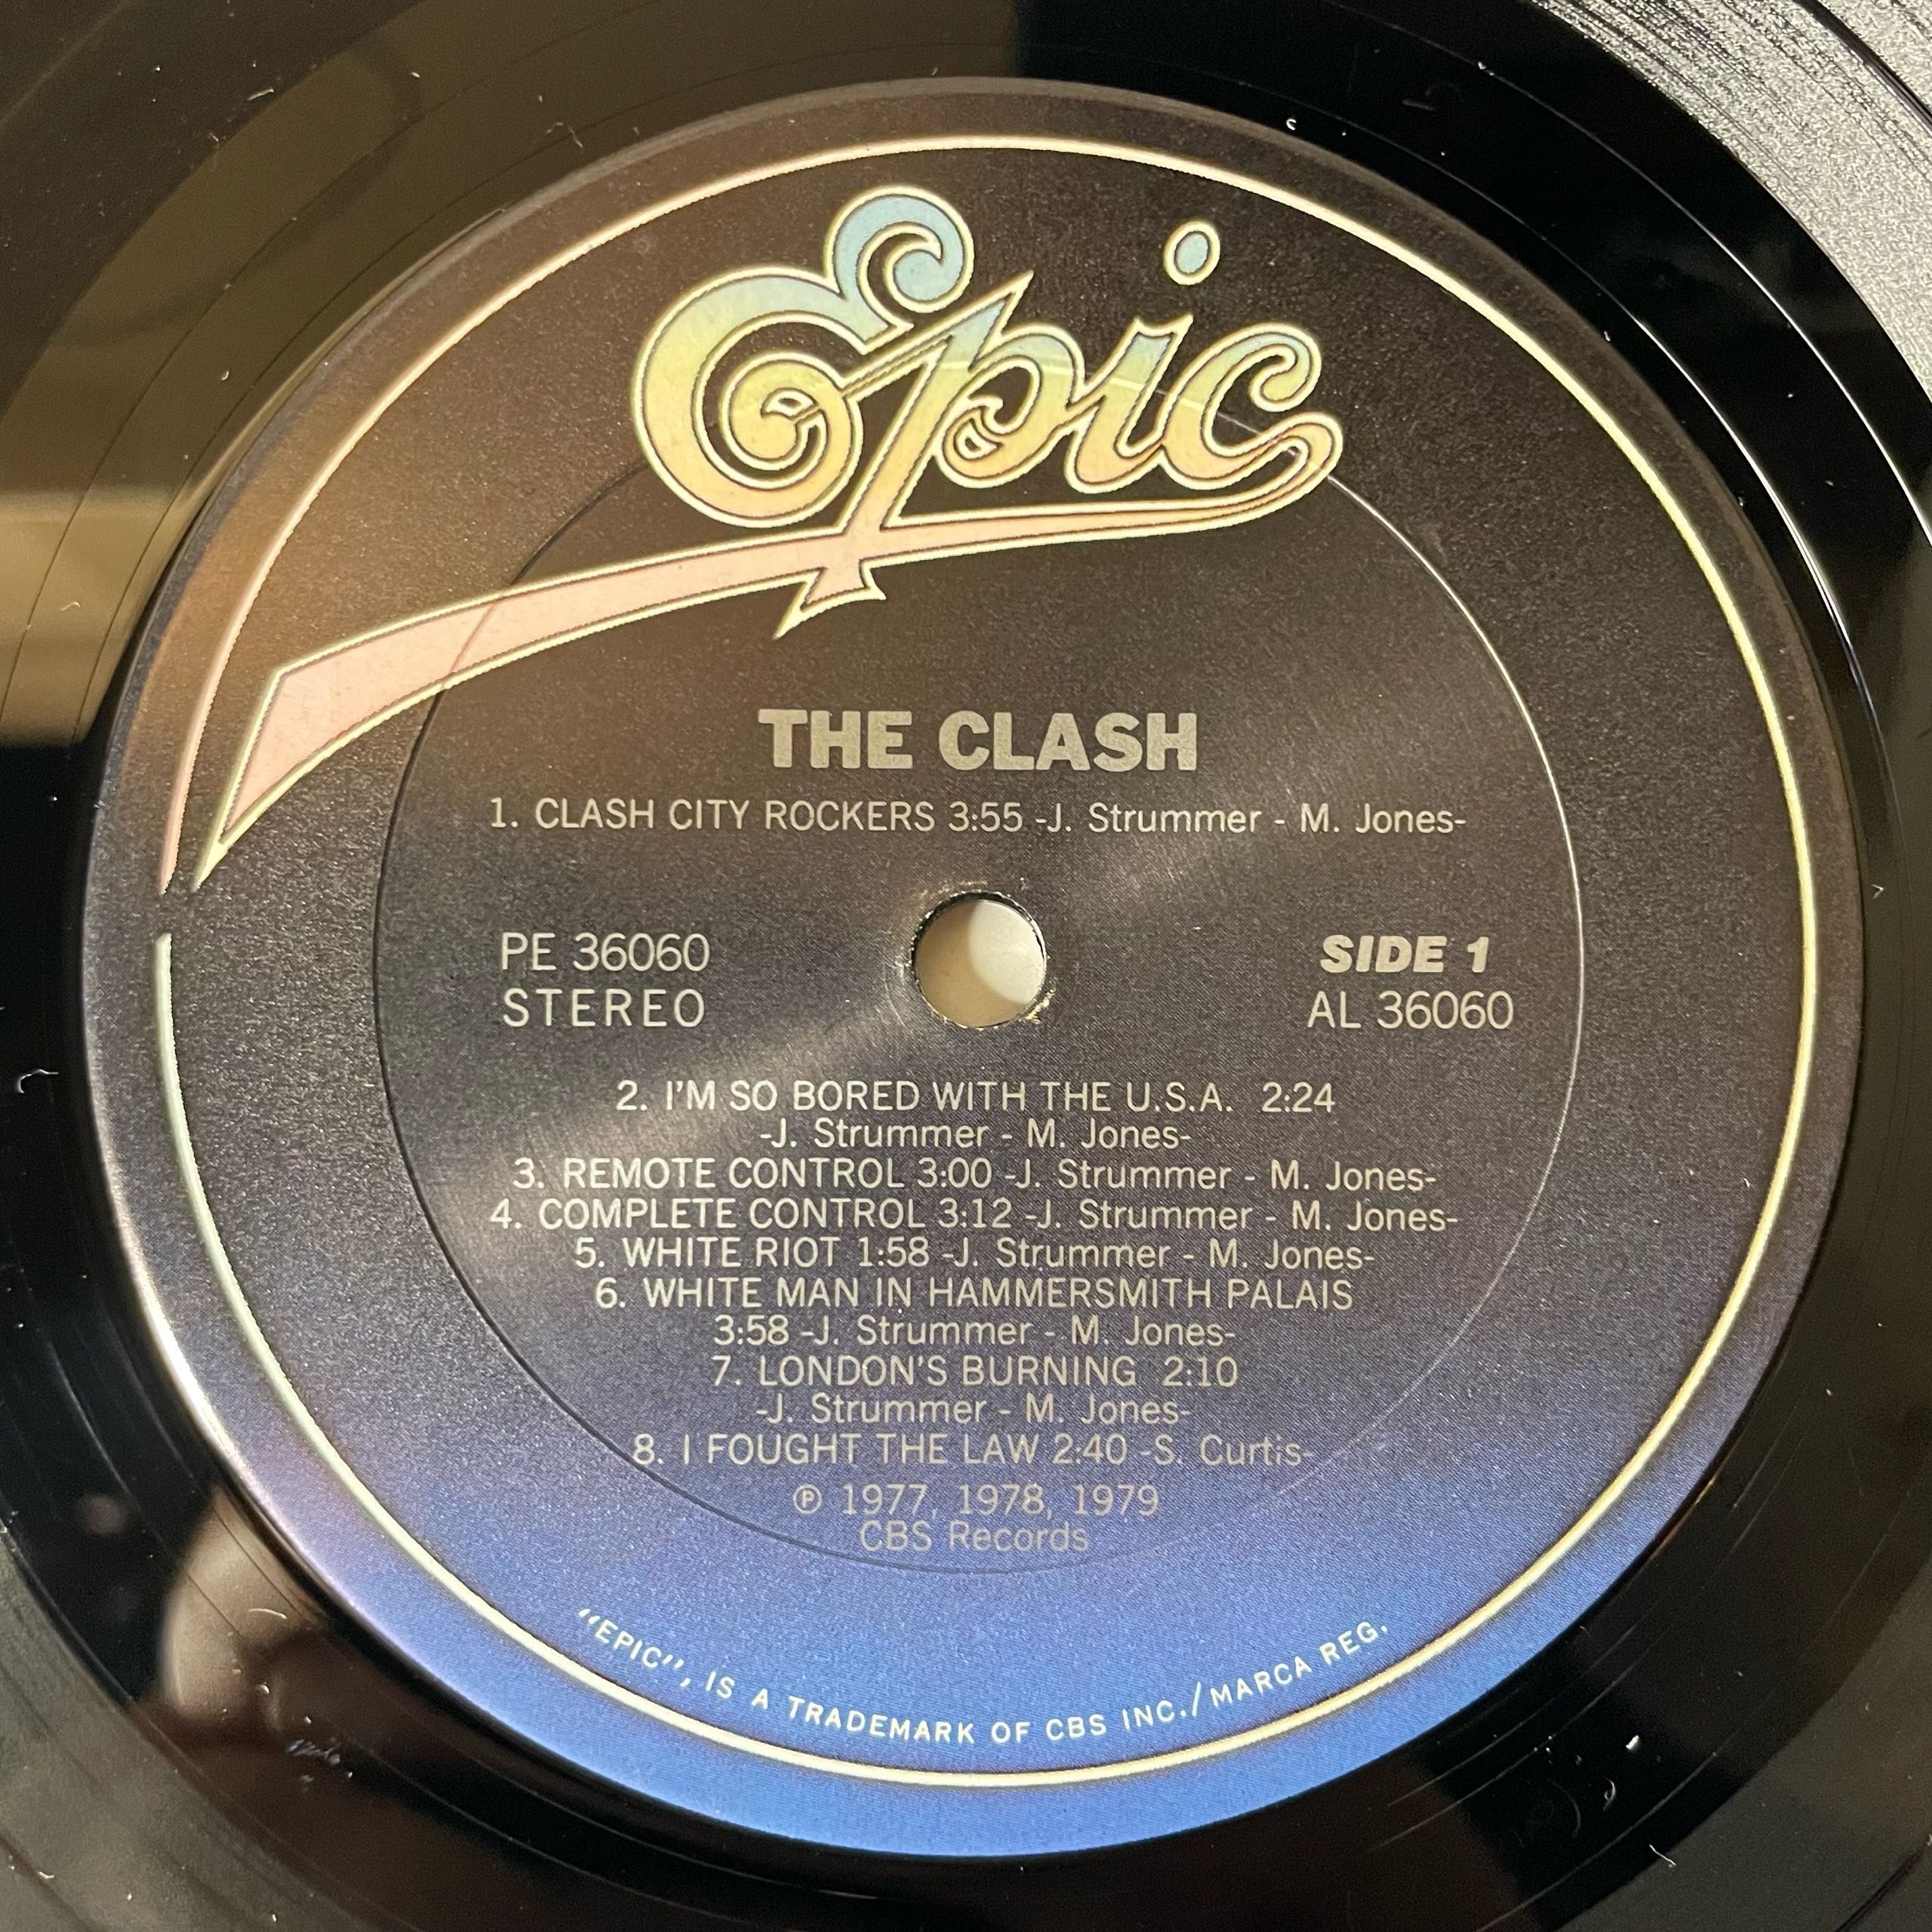 Epic
THE CLASH
1. CLASH CITY ROCKERS 3:55 -J. Strummer - M. Jones-
PE 36060
STEREO
SIDE 1
AL 36060
2. I'M SO BORED WITH THE U.S.A. 2:24
-J. Strummer - M. Jones-
3. REMOTE CONTROL 3:00 -J. Strummer - M. Jones-
4. COMPLETE CONTROL 3:12 -J. Strummer - M. Jones-
5. WHITE RIOT 1:58 -J. Strummer - M. Jones-
6. WHITE MAN IN HAMMERSMITH PALAIS
3:58 -J. Strummer - M. Jones-
7. LONDON'S BURNING 2:10
-J. Strummer - M. Jones-
8. I FOUGHT THE LAW 2:40 -S. Curtis-
℗ 1977, 1978, 1979
CBS Records
"EPIC", IS A TRADEMARK OF CBS INC./MARCA REG.